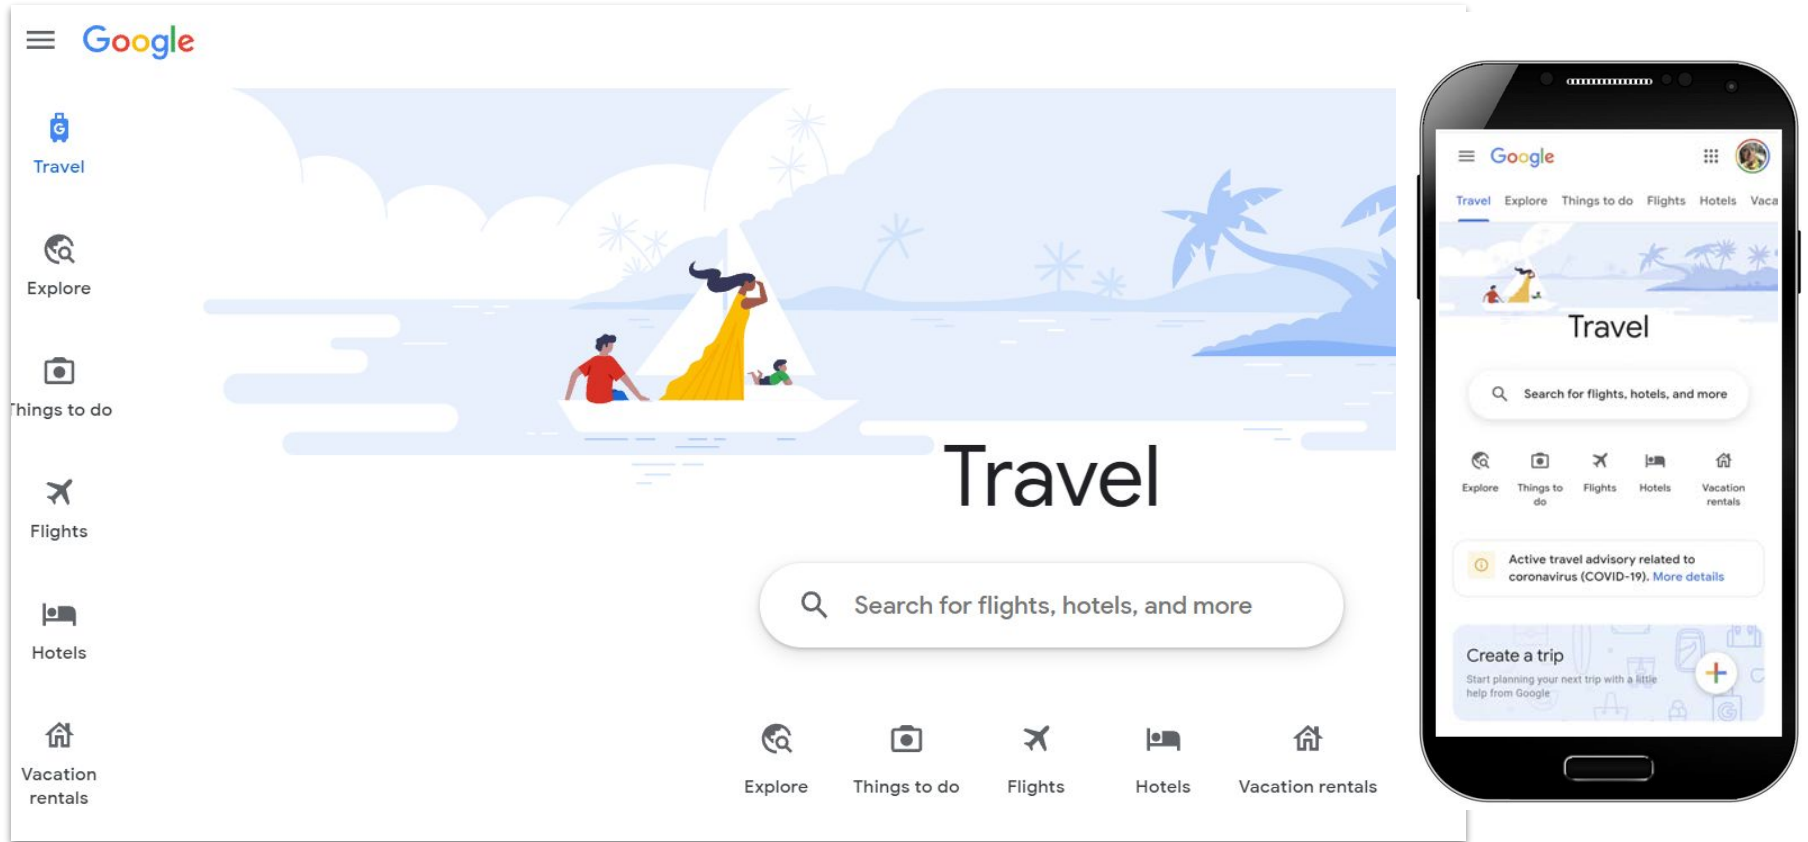 Google
Travel
Explore
Things to do
Flights
Hotels
Vacation
rentals
Travel
Search for flights, hotels, and more
Explore
Things to do
Flights
Hotels
Vacation rentals
Google
Travel Explore Things to do Flights Hotels Vaca
Travel
Search for flights, hotels, and more
Explore Things to Flights Hotels Vacation
do rentals
Active travel advisory related to
coronavirus (COVID-19). More details
Create a trip
Start planning your next trip with a little
help from Google